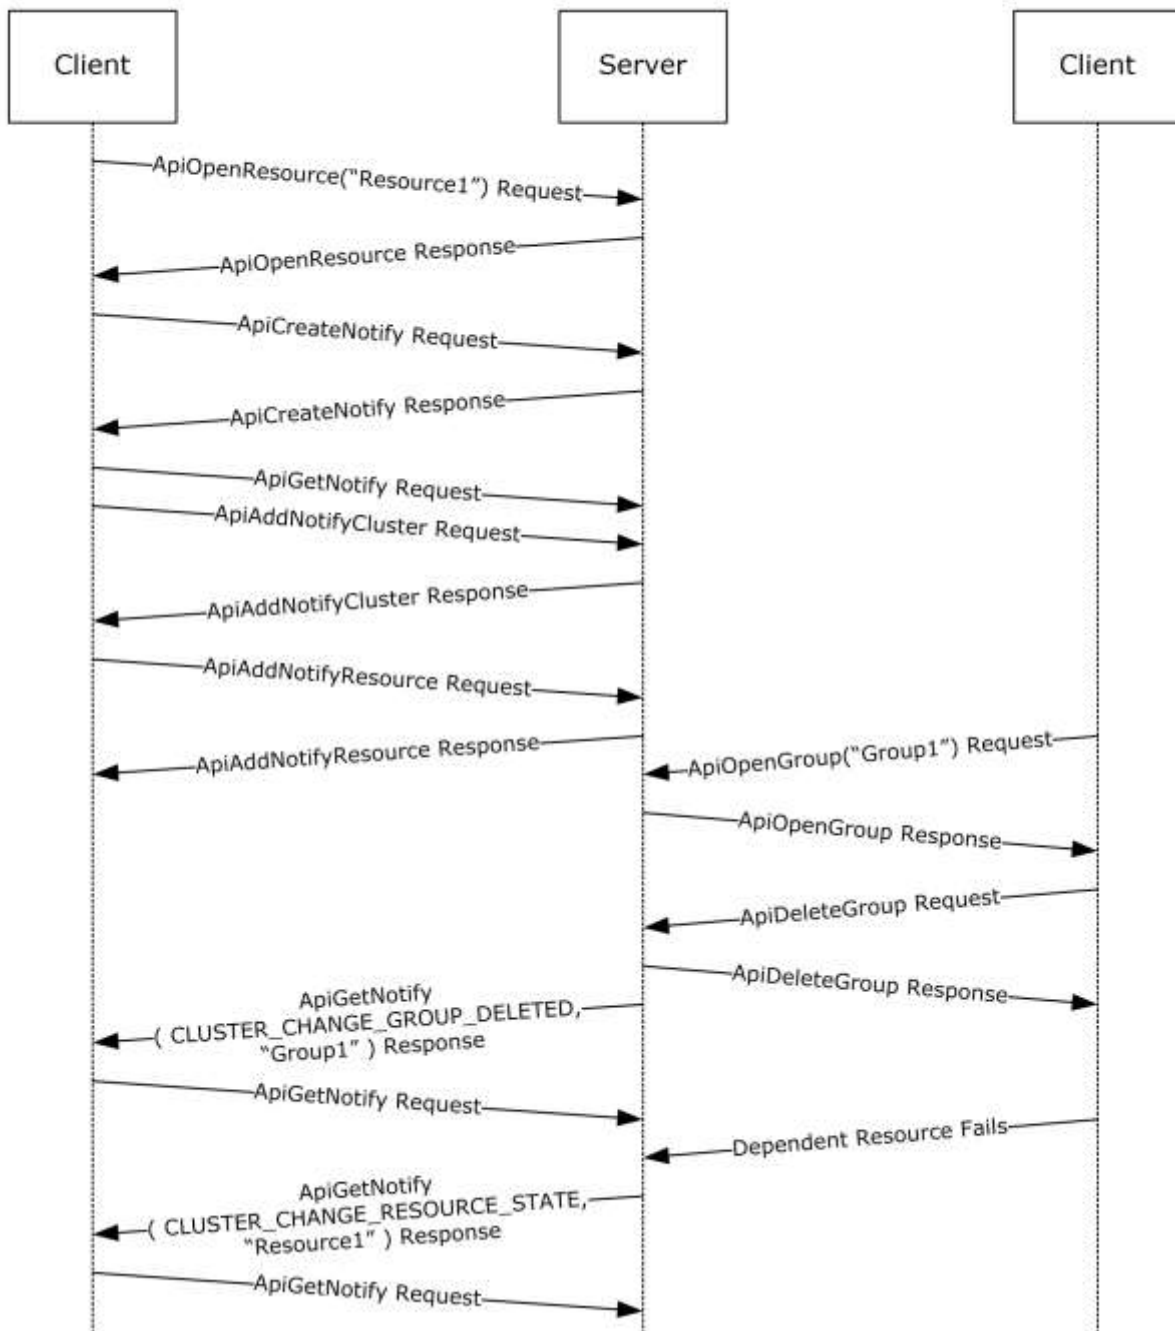 Client
Server
Client
ApiOpenResource(“Resource1”) Request
ApiOpenResource Response
ApiCreateNotify Request
ApiCreateNotify Response
ApiGetNotify Request
ApiAddNotifyCluster Request
ApiAddNotifyCluster Response
ApiAddNotifyResource Request
ApiAddNotifyResource Response
ApiOpenGroup(“Group1”) Request
ApiOpenGroup Response
ApiDeleteGroup Request
ApiDeleteGroup Response
ApiGetNotify
( CLUSTER_CHANGE_GROUP_DELETED,
“Group1” ) Response
ApiGetNotify Request
Dependent Resource Fails
ApiGetNotify
( CLUSTER_CHANGE_RESOURCE_STATE,
“Resource1” ) Response
ApiGetNotify Request